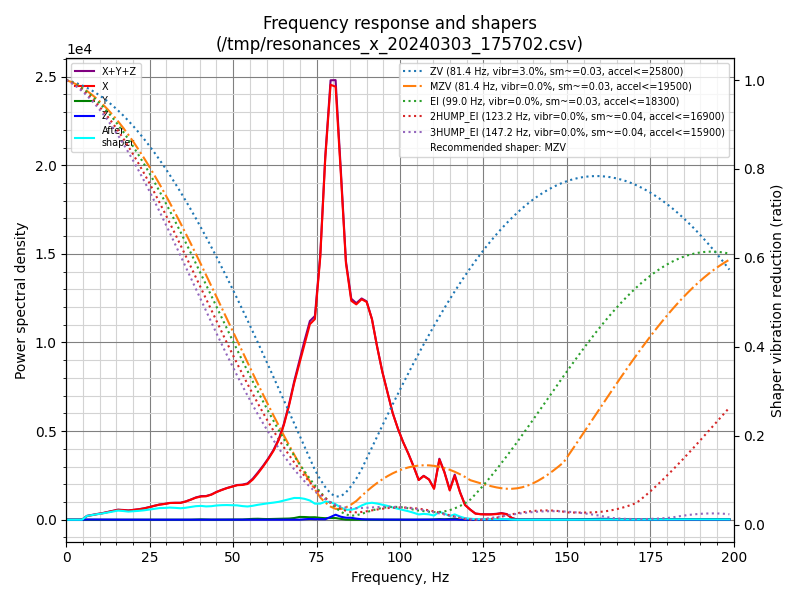 Frequency response and shapers
(/tmp/resonances_x_20240303_175702.csv)
1e4
X+Y+Z
X
Y
Z
After
shaper
ZV (81.4 Hz, vibr=3.0%, sm~=0.03, accel<=25800)
MZV (81.4 Hz, vibr=0.0%, sm~=0.03, accel<=19500)
EI (99.0 Hz, vibr=0.0%, sm~=0.03, accel<=18300)
2HUMP_EI (123.2 Hz, vibr=0.0%, sm~=0.04, accel<=16900)
3HUMP_EI (147.2 Hz, vibr=0.0%, sm~=0.04, accel<=15900)
Recommended shaper: MZV
2.5
2.0
1.5
1.0
0.5
0.0
Power spectral density
1.0
0.8
0.6
0.4
0.2
0.0
Shaper vibration reduction (ratio)
0 25 50 75 100 125 150 175 200
Frequency, Hz